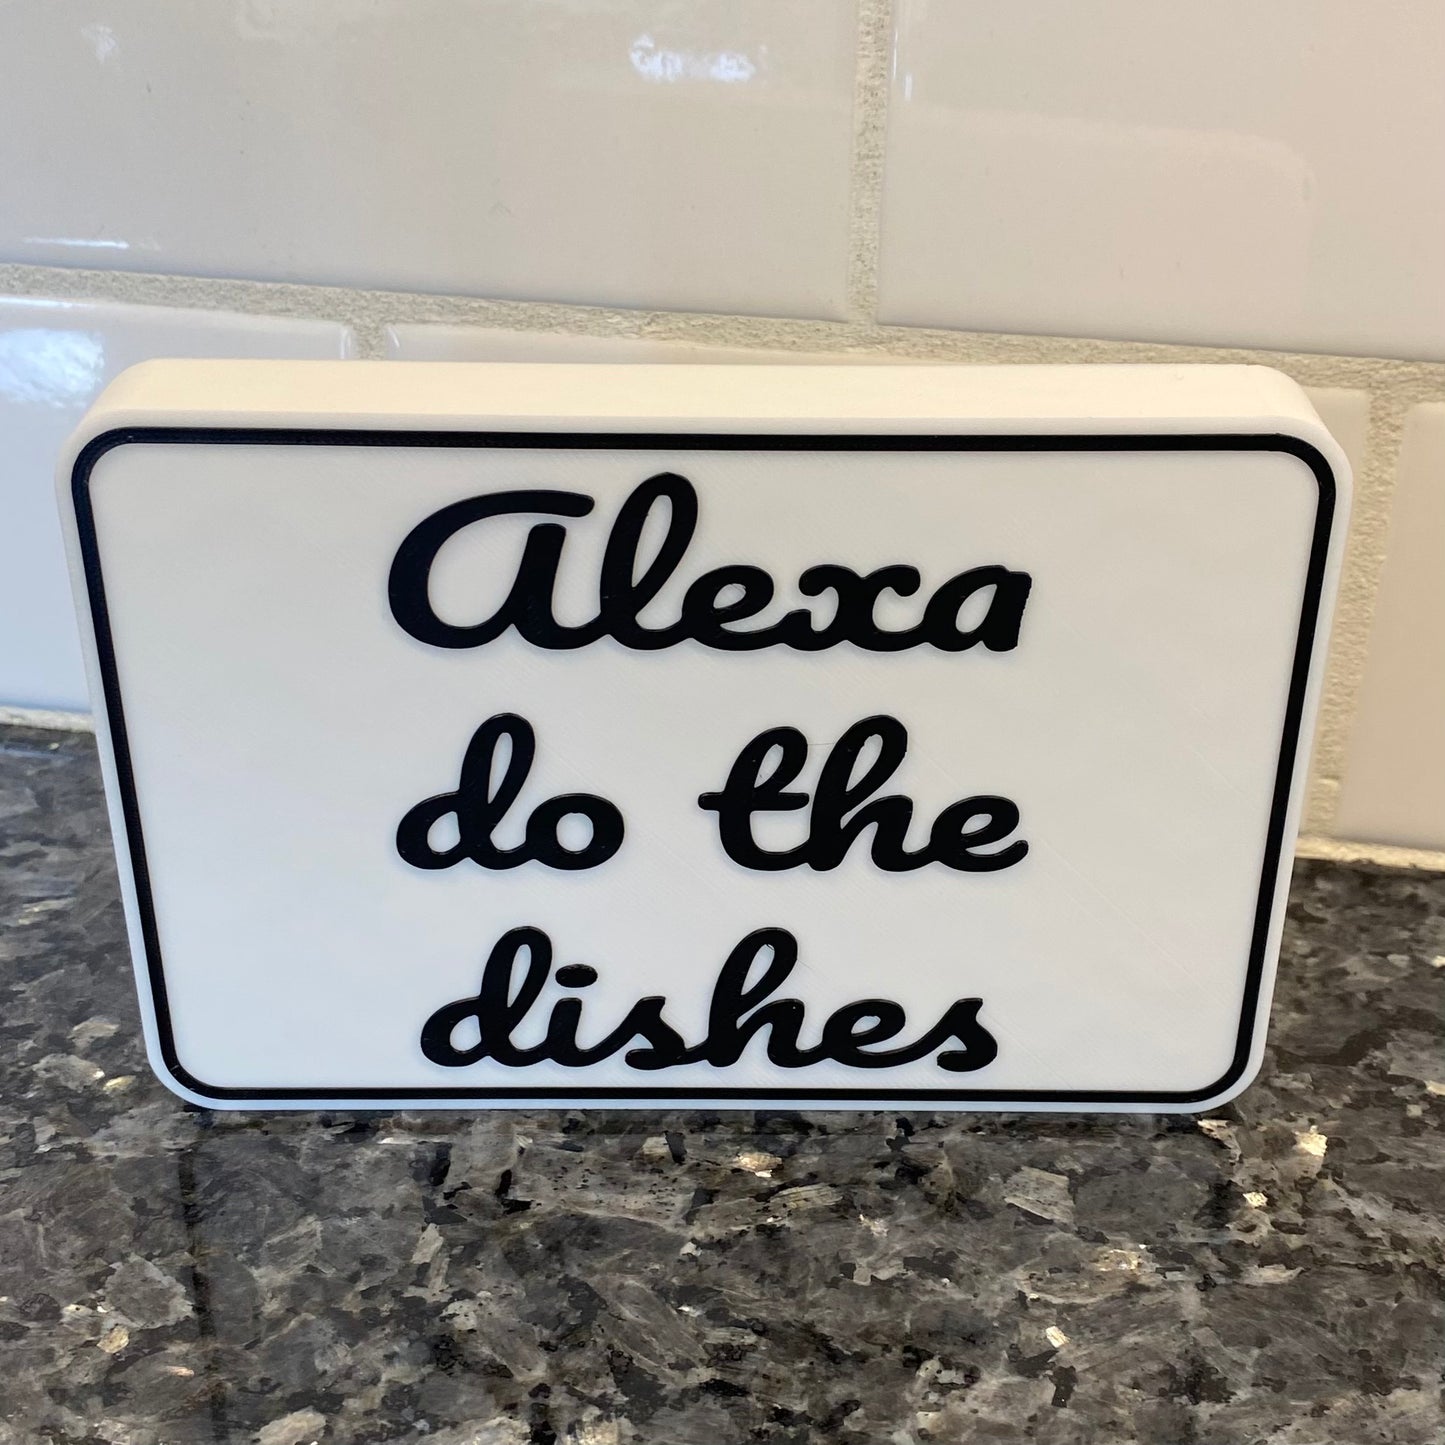 Alexa
do the
dishes